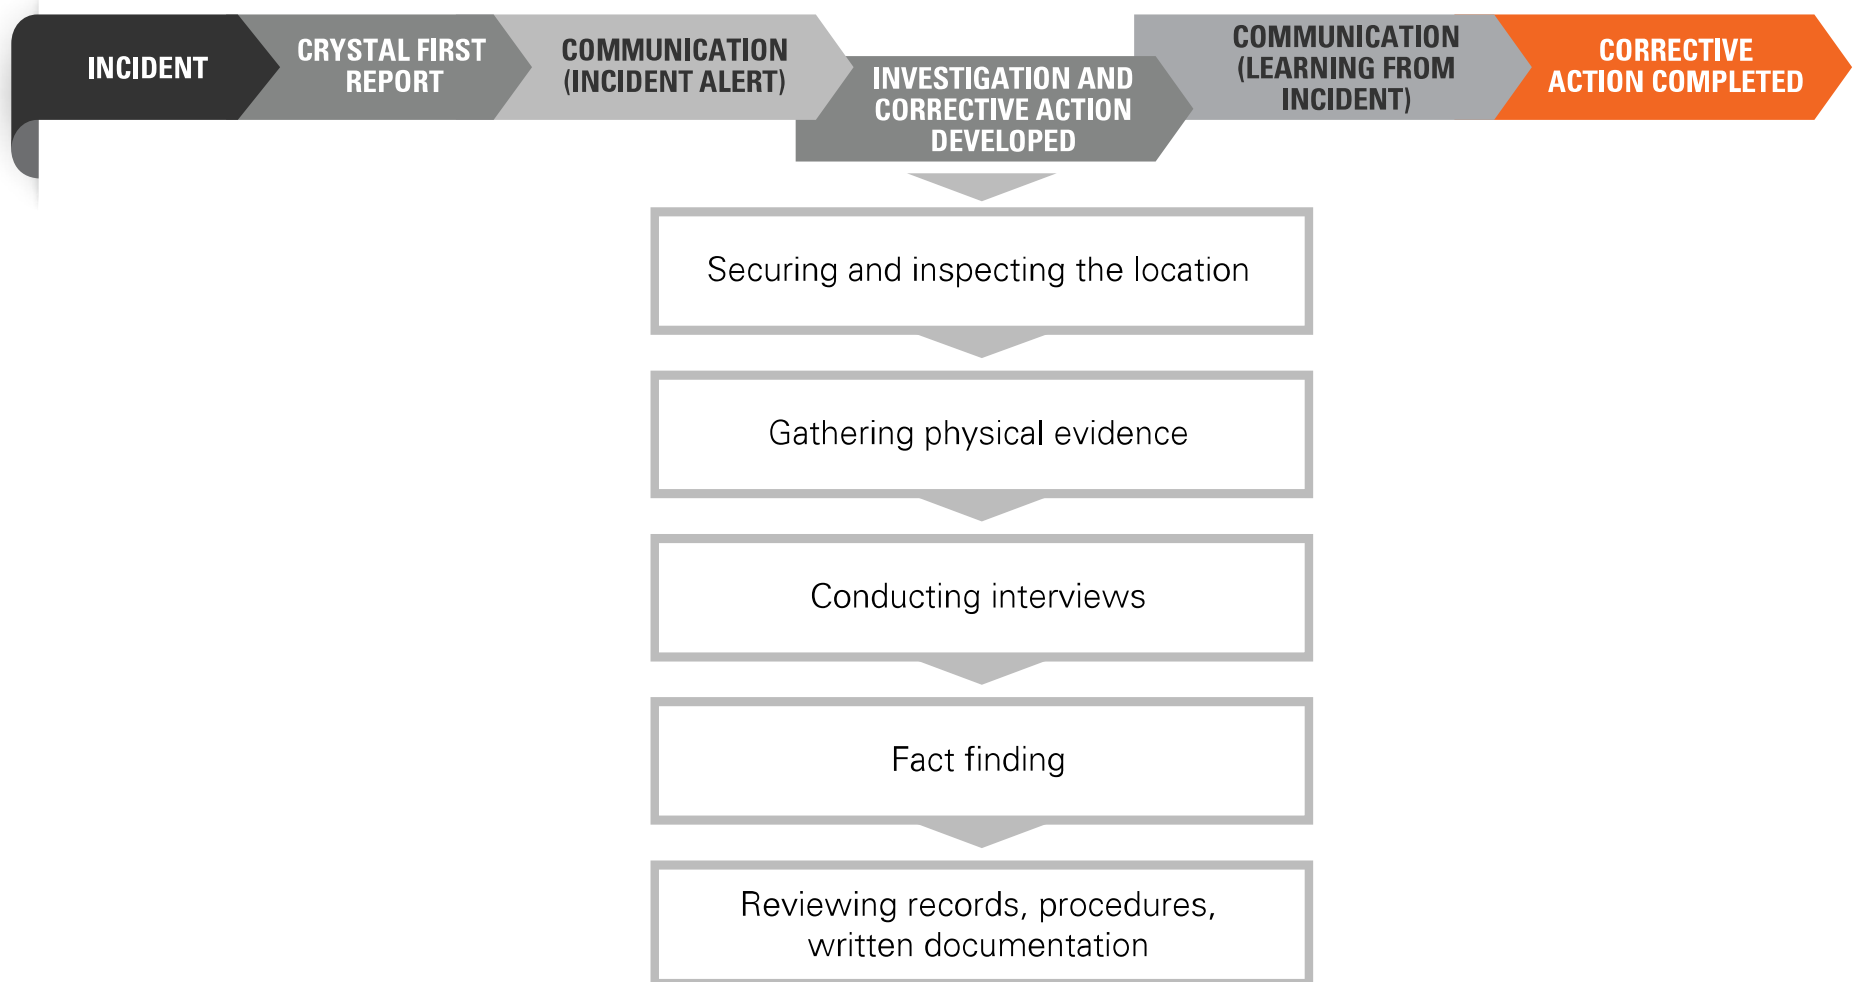 INCIDENT
CRYSTAL FIRST
REPORT
COMMUNICATION
(INCIDENT ALERT)
INVESTIGATION AND
CORRECTIVE ACTION
DEVELOPED
COMMUNICATION
(LEARNING FROM
INCIDENT)
CORRECTIVE
ACTION COMPLETED
Securing and inspecting the location
Gathering physical evidence
Conducting interviews
Fact finding
Reviewing records, procedures,
written documentation